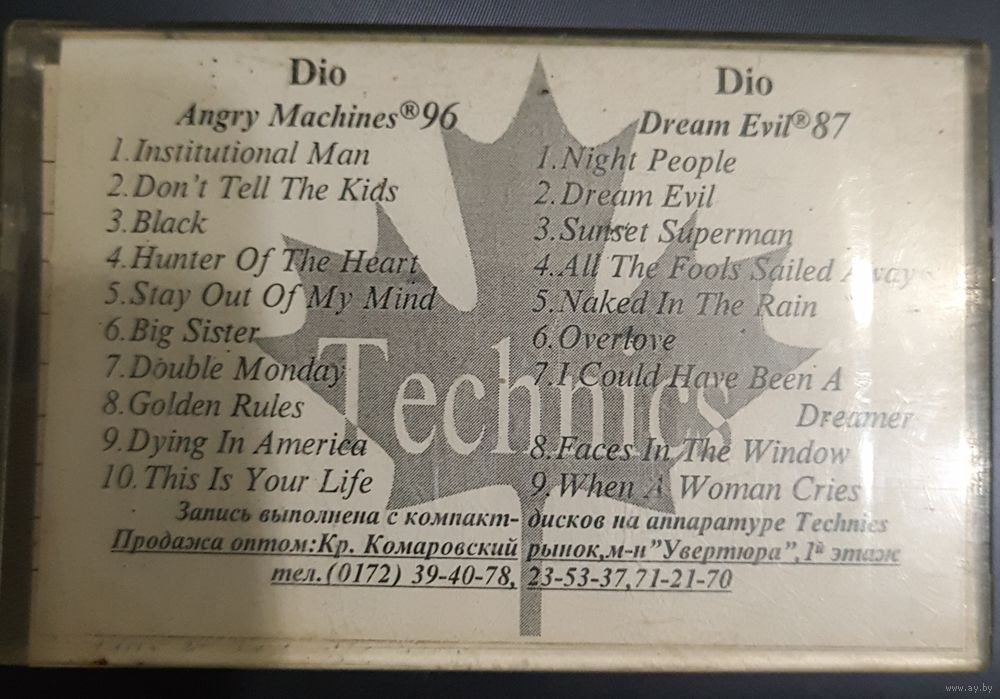 Dio
Angry Machines®96
1.Institutional Man
2.Don't Tell The Kids
3.Black
4.Hunter Of The Heart
5.Stay Out Of My Mind
6.Big Sister
7.Double Monday
8.Golden Rules
9.Dying In America
10.This Is Your Life
Dio
Dream Evil®87
1.Night People
2.Dream Evil
3.Sunset Superman
4.All The Fools Sailed Away
5.Naked In The Rain
6.Overlove
7.I Could Have Been A
Dreamer
8.Faces In The Window
9.When A Woman Cries
Technics
Запись выполнена с компакт-дисков на аппаратуре Technics
Продажа оптом:Кр. Комаровский рынок,м-н "Увертюра",1й этаж
тел.(0172) 39-40-78, 23-53-37,71-21-70
www.ay.by